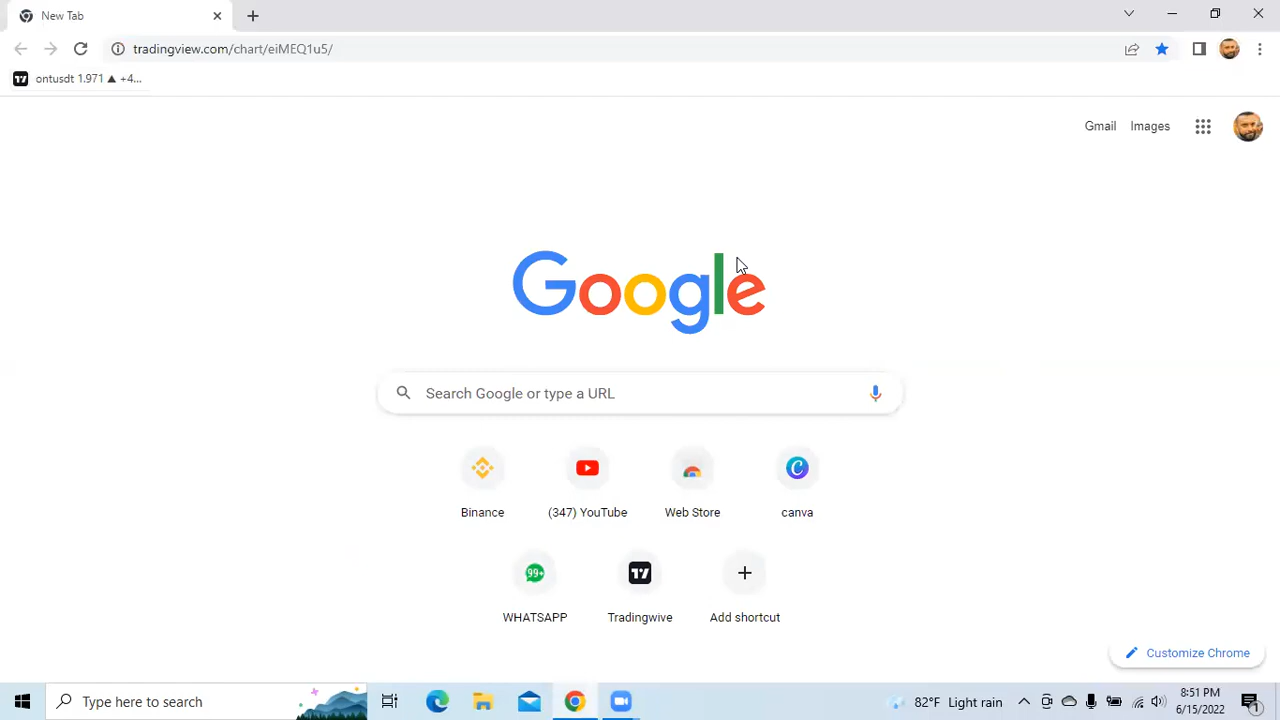 New Tab
tradingview.com/chart/eiMEQ1u5/
ontusdt 1.971 ▲ +4...
Gmail Images
Google
Search Google or type a URL
Binance (347) YouTube Web Store canva
99+
WHATSAPP Tradingwive Add shortcut
Customize Chrome
Type here to search
82°F Light rain
8:51 PM
6/15/2022
1